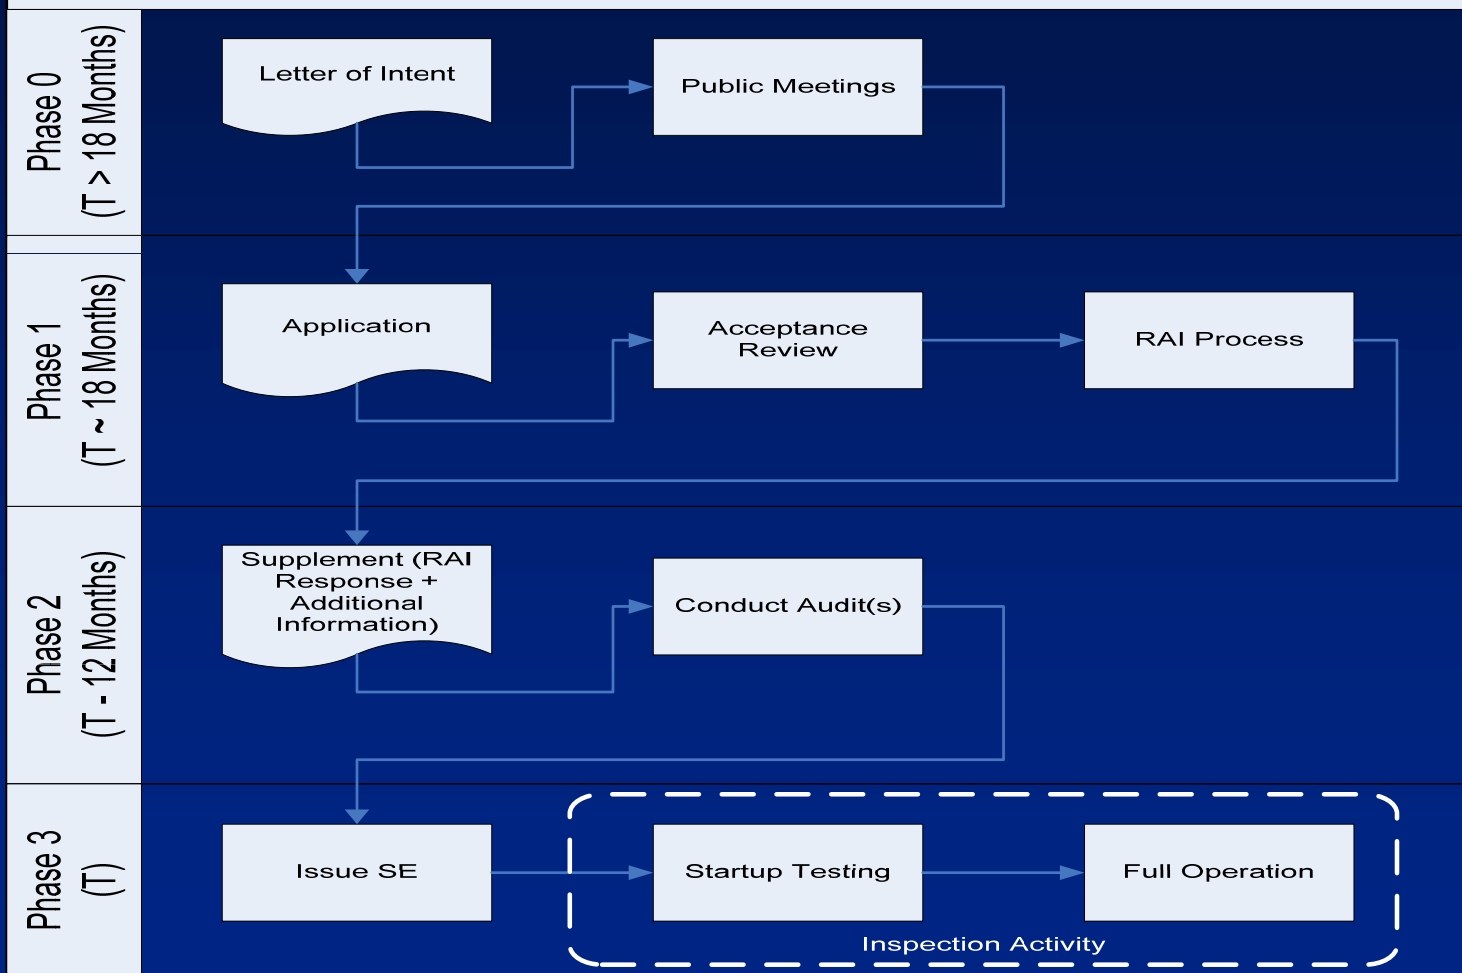 Phase 0
(T > 18 Months)
Letter of Intent
Public Meetings
Phase 1
(T ~ 18 Months)
Application
Acceptance
Review
RAI Process
Phase 2
(T - 12 Months)
Supplement (RAI
Response +
Additional
Information)
Conduct Audit(s)
Phase 3
(T)
Issue SE
Startup Testing
Full Operation
Inspection Activity